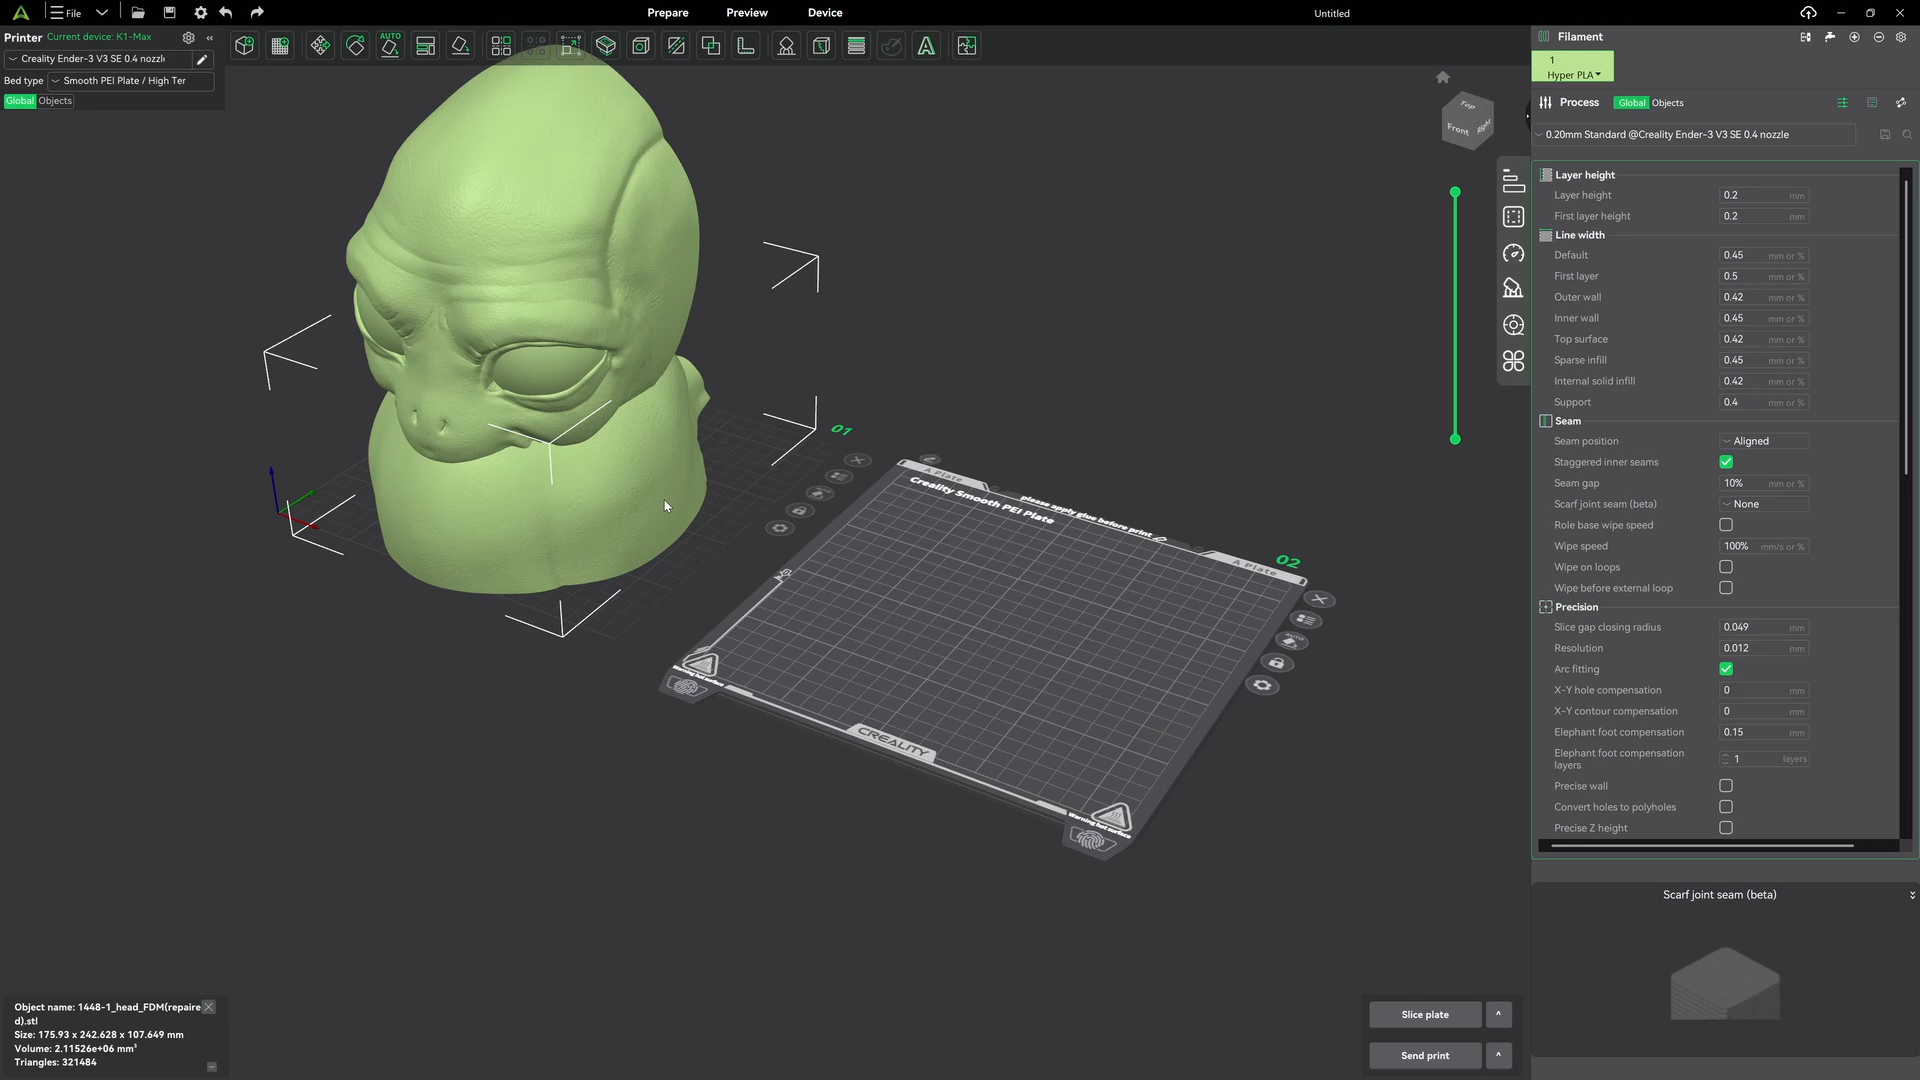 File
Prepare
Preview
Device
Untitled
Printer
Current device: K1-Max
Creality Ender-3 V3 SE 0.4 nozzle
Bed type
Smooth PEI Plate / High Ter
Global
Objects
AUTO
Top
Front
Right
01
A Plate
Creality Smooth PEI Plate
please apply glue before print
A Plate
02
AUTO
Warning hot surface
CREALITY
Warning hot surface
Filament
1
Hyper PLA
Process
Global
Objects
0.20mm Standard @Creality Ender-3 V3 SE 0.4 nozzle
Layer height
Layer height 0.2 mm
First layer height 0.2 mm
Line width
Default 0.45 mm or %
First layer 0.5 mm or %
Outer wall 0.42 mm or %
Inner wall 0.45 mm or %
Top surface 0.42 mm or %
Sparse infill 0.45 mm or %
Internal solid infill 0.42 mm or %
Support 0.4 mm or %
Seam
Seam position Aligned
Staggered inner seams
Seam gap 10% mm or %
Scarf joint seam (beta) None
Role base wipe speed
Wipe speed 100% mm/s or %
Wipe on loops
Wipe before external loop
Precision
Slice gap closing radius 0.049 mm
Resolution 0.012 mm
Arc fitting
X-Y hole compensation 0 mm
X-Y contour compensation 0 mm
Elephant foot compensation 0.15 mm
Elephant foot compensation
layers 1 layers
Precise wall
Convert holes to polyholes
Precise Z height
Scarf joint seam (beta)
Object name: 1448-1_head_FDM(repaire
d).stl
Size: 175.93 x 242.628 x 107.649 mm
Volume: 2.11526e+06 mm³
Triangles: 321484
Slice plate
Send print